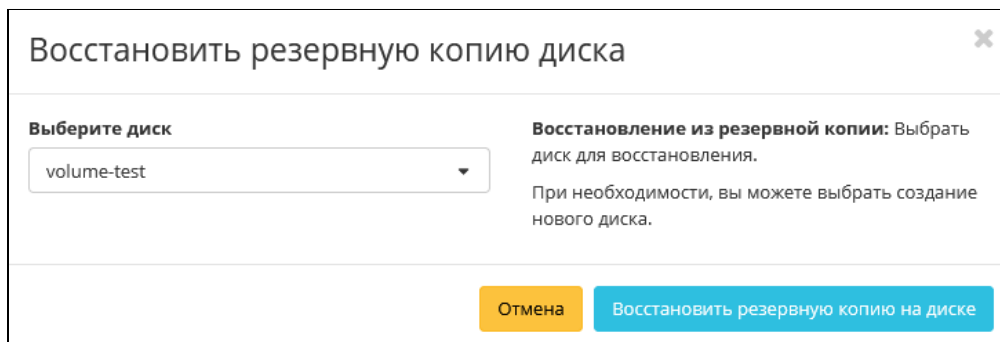 Восстановить резервную копию диска
Выберите диск
volume-test
Восстановление из резервной копии: Выбрать
диск для восстановления.
При необходимости, вы можете выбрать создание
нового диска.
Отмена
Восстановить резервную копию на диске